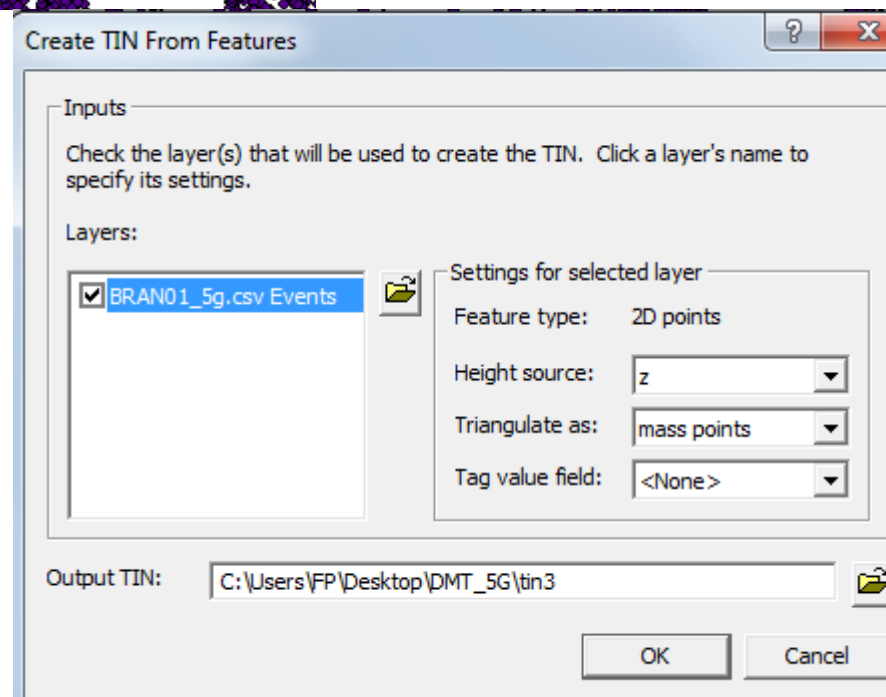 Create TIN From Features
Inputs
Check the layer(s) that will be used to create the TIN. Click a layer's name to
specify its settings.
Layers:
BRAN01_5g.csv Events
Settings for selected layer
Feature type: 2D points
Height source: z
Triangulate as: mass points
Tag value field: <None>
Output TIN: C:\Users\FP\Desktop\DMT_5G\tin3
OK Cancel